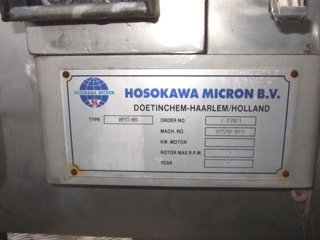 HOSOKAWA MICRON B.V.
HOSOKAWA MICRON
DOETINCHEM-HAARLEM/HOLLAND
TYPE
ORDER NO.
MACH. NO.
KW. MOTOR
ROTOR MAX R.P.M.
YEAR